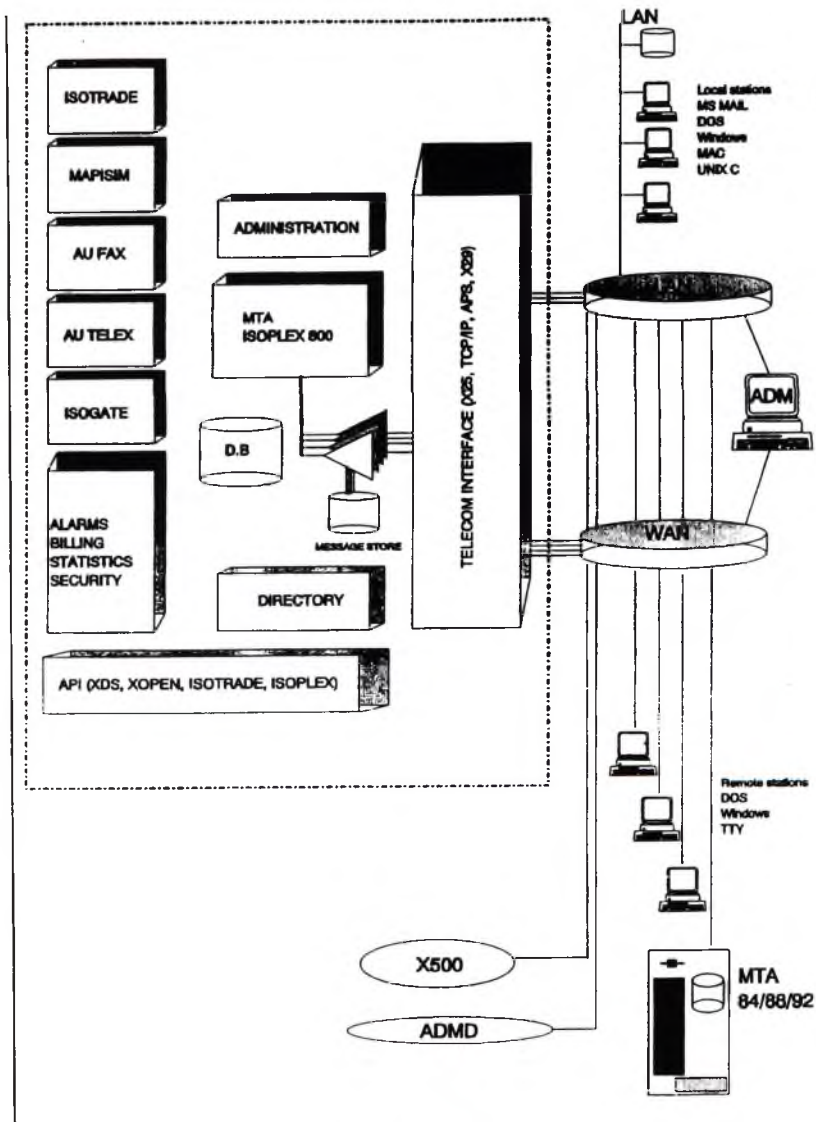 LAN
ISOTRADE
MAPISIM
AU FAX
AU TELEX
ISOGATE
ALARMS
BILLING
STATISTICS
SECURITY
ADMINISTRATION
MTA
ISOPLEX 800
D.B
MESSAGE STORE
DIRECTORY
API (XDS, XOPEN, ISOTRADE, ISOPLEX)
TELECOM INTERFACE (X25, TCP/IP, APS, X29)
Local stations
MS MAIL
DOS
Windows
MAC
UNIX C
ADM
WAN
Remote stations
DOS
Windows
TTY
X500
ADMD
MTA
84/88/92